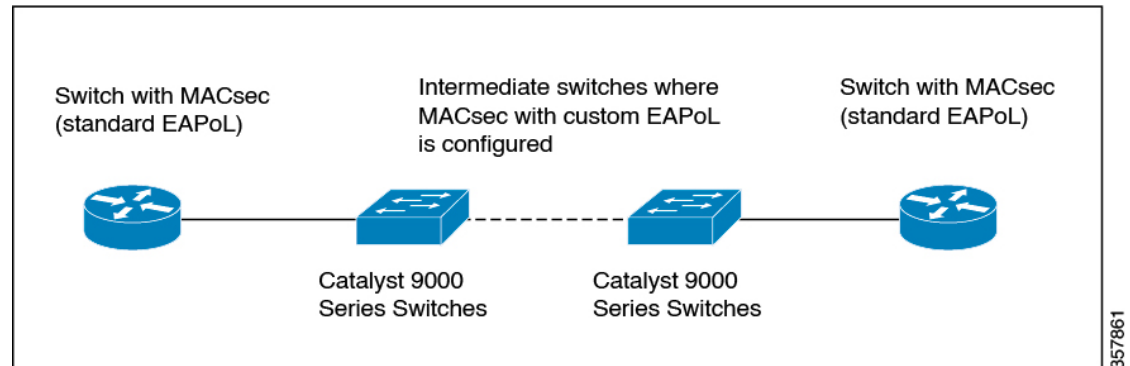 Switch with MACsec
(standard EAPoL)
Intermediate switches where
MACsec with custom EAPoL
is configured
Switch with MACsec
(standard EAPoL)
Catalyst 9000
Series Switches
Catalyst 9000
Series Switches
357861